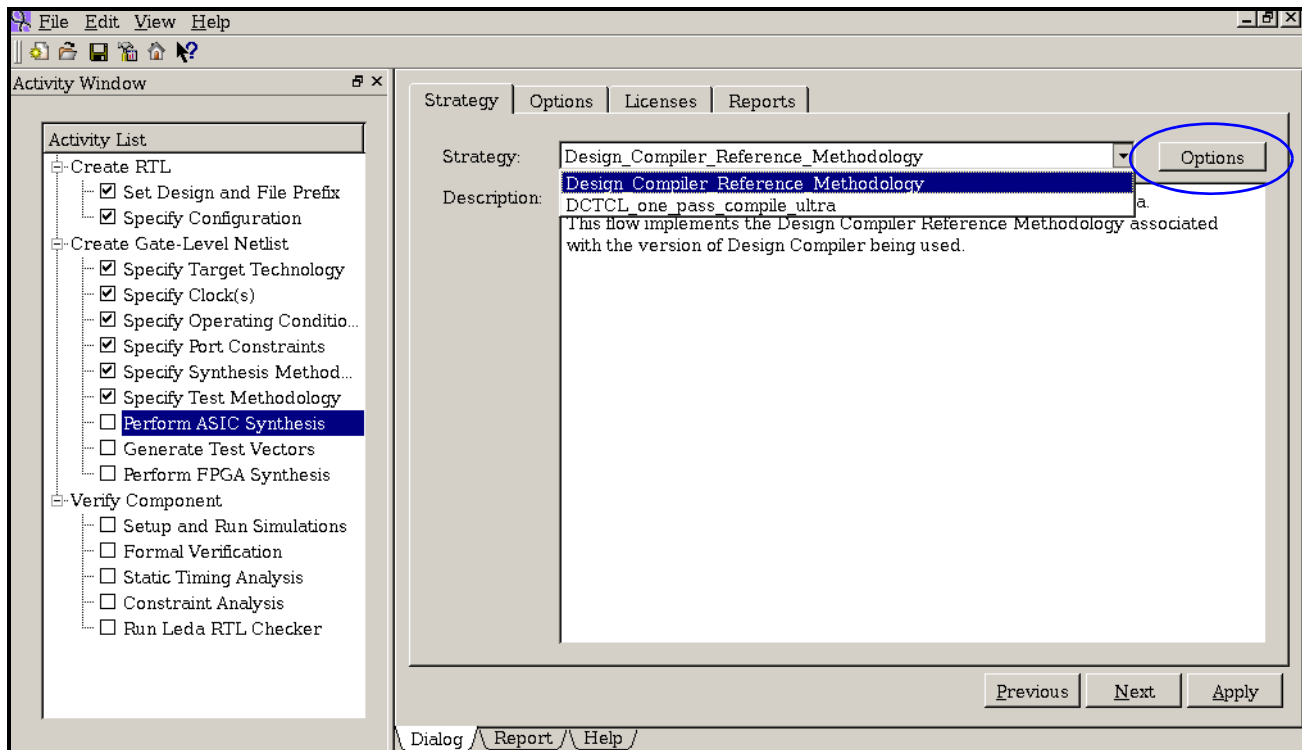 File Edit View Help
Activity Window
Activity List
Create RTL
Set Design and File Prefix
Specify Configuration
Create Gate-Level Netlist
Specify Target Technology
Specify Clock(s)
Specify Operating Conditio...
Specify Port Constraints
Specify Synthesis Method...
Specify Test Methodology
Perform ASIC Synthesis
Generate Test Vectors
Perform FPGA Synthesis
Verify Component
Setup and Run Simulations
Formal Verification
Static Timing Analysis
Constraint Analysis
Run Leda RTL Checker
Strategy Options Licenses Reports
Strategy: Design_Compiler_Reference_Methodology Options
Design_Compiler_Reference_Methodology
Description: DCTCL_one_pass_compile_ultra a.
This flow implements the Design Compiler Reference Methodology associated
with the version of Design Compiler being used.
Previous Next Apply
Dialog Report Help